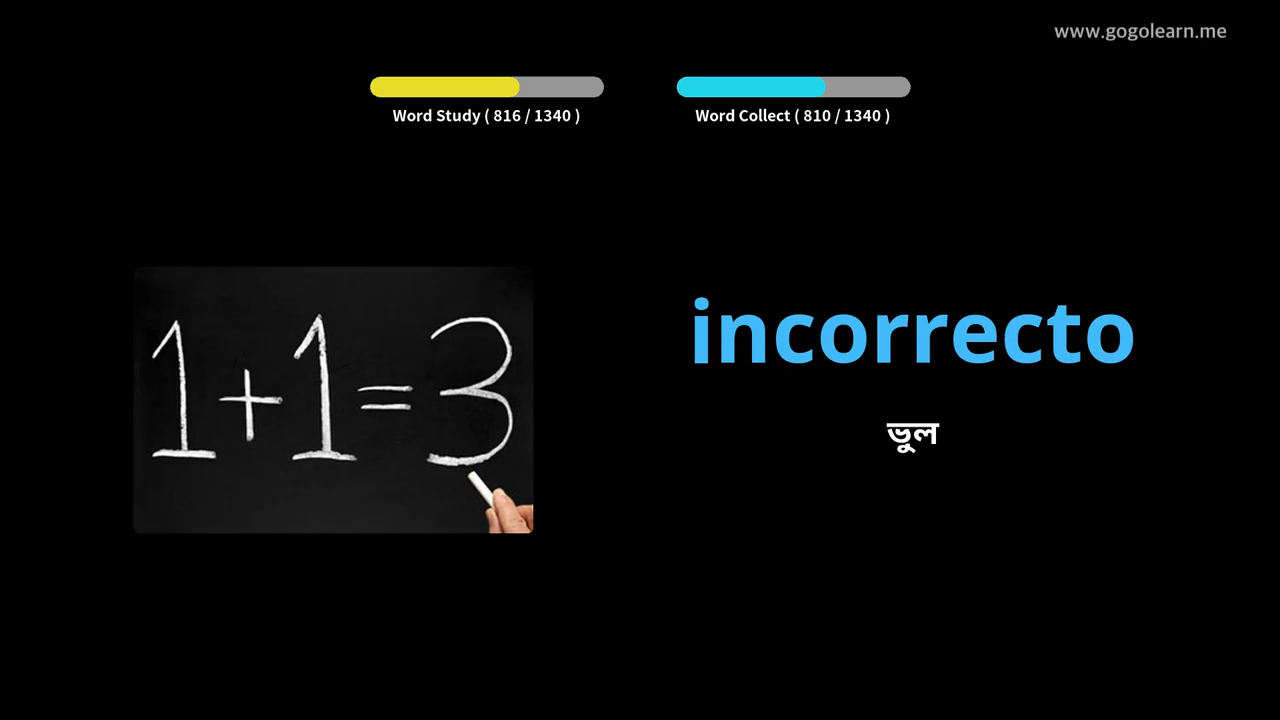 www.gogolearn.me
Word Study ( 816 / 1340 )
Word Collect ( 810 / 1340 )
1+1=3
incorrecto
ভুল